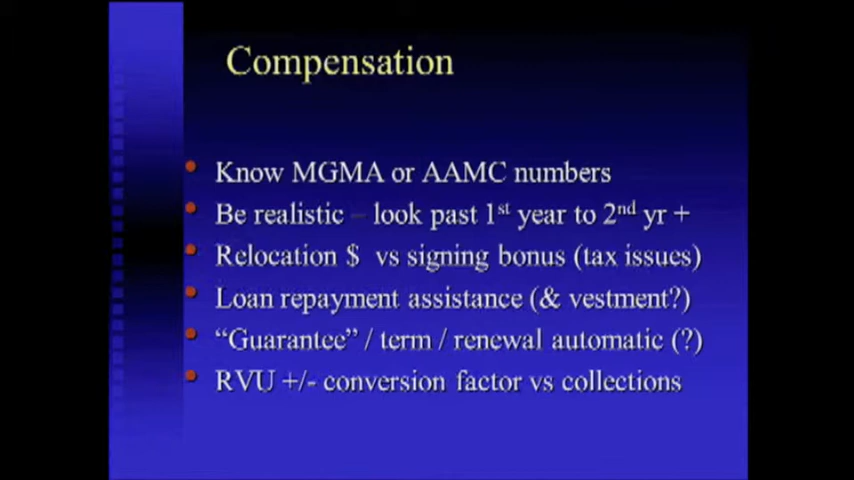 Compensation
Know MGMA or AAMC numbers
Be realistic – look past 1st year to 2nd yr +
Relocation $ vs signing bonus (tax issues)
Loan repayment assistance (& vestment?)
“Guarantee” / term / renewal automatic (?)
RVU +/- conversion factor vs collections